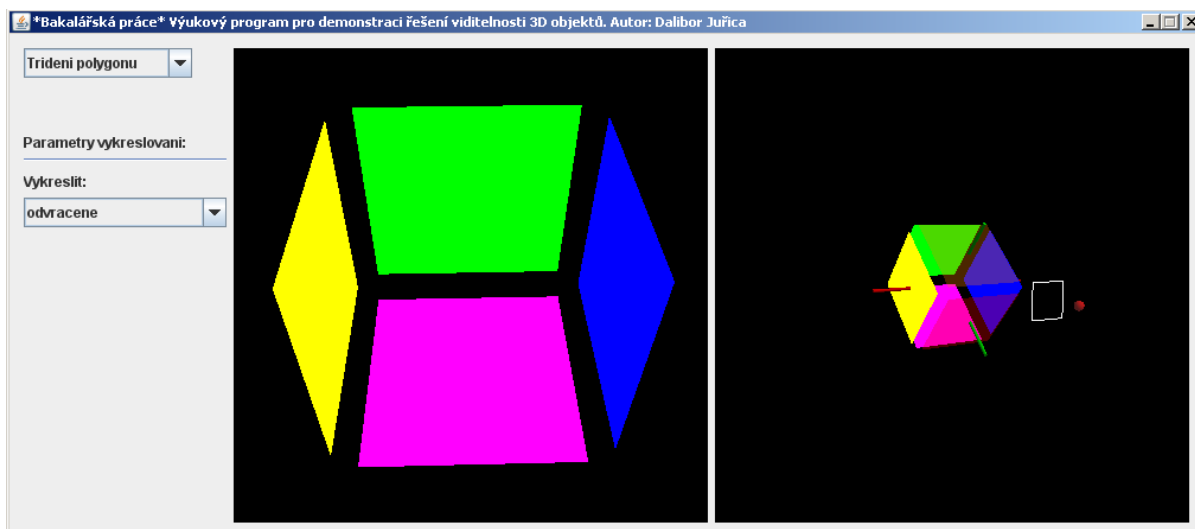 *Bakalářská práce* Výukový program pro demonstraci řešení viditelnosti 3D objektů. Autor: Dalibor Juřica
Trideni polygonu
Parametry vykreslovani:
Vykreslit:
odvracene